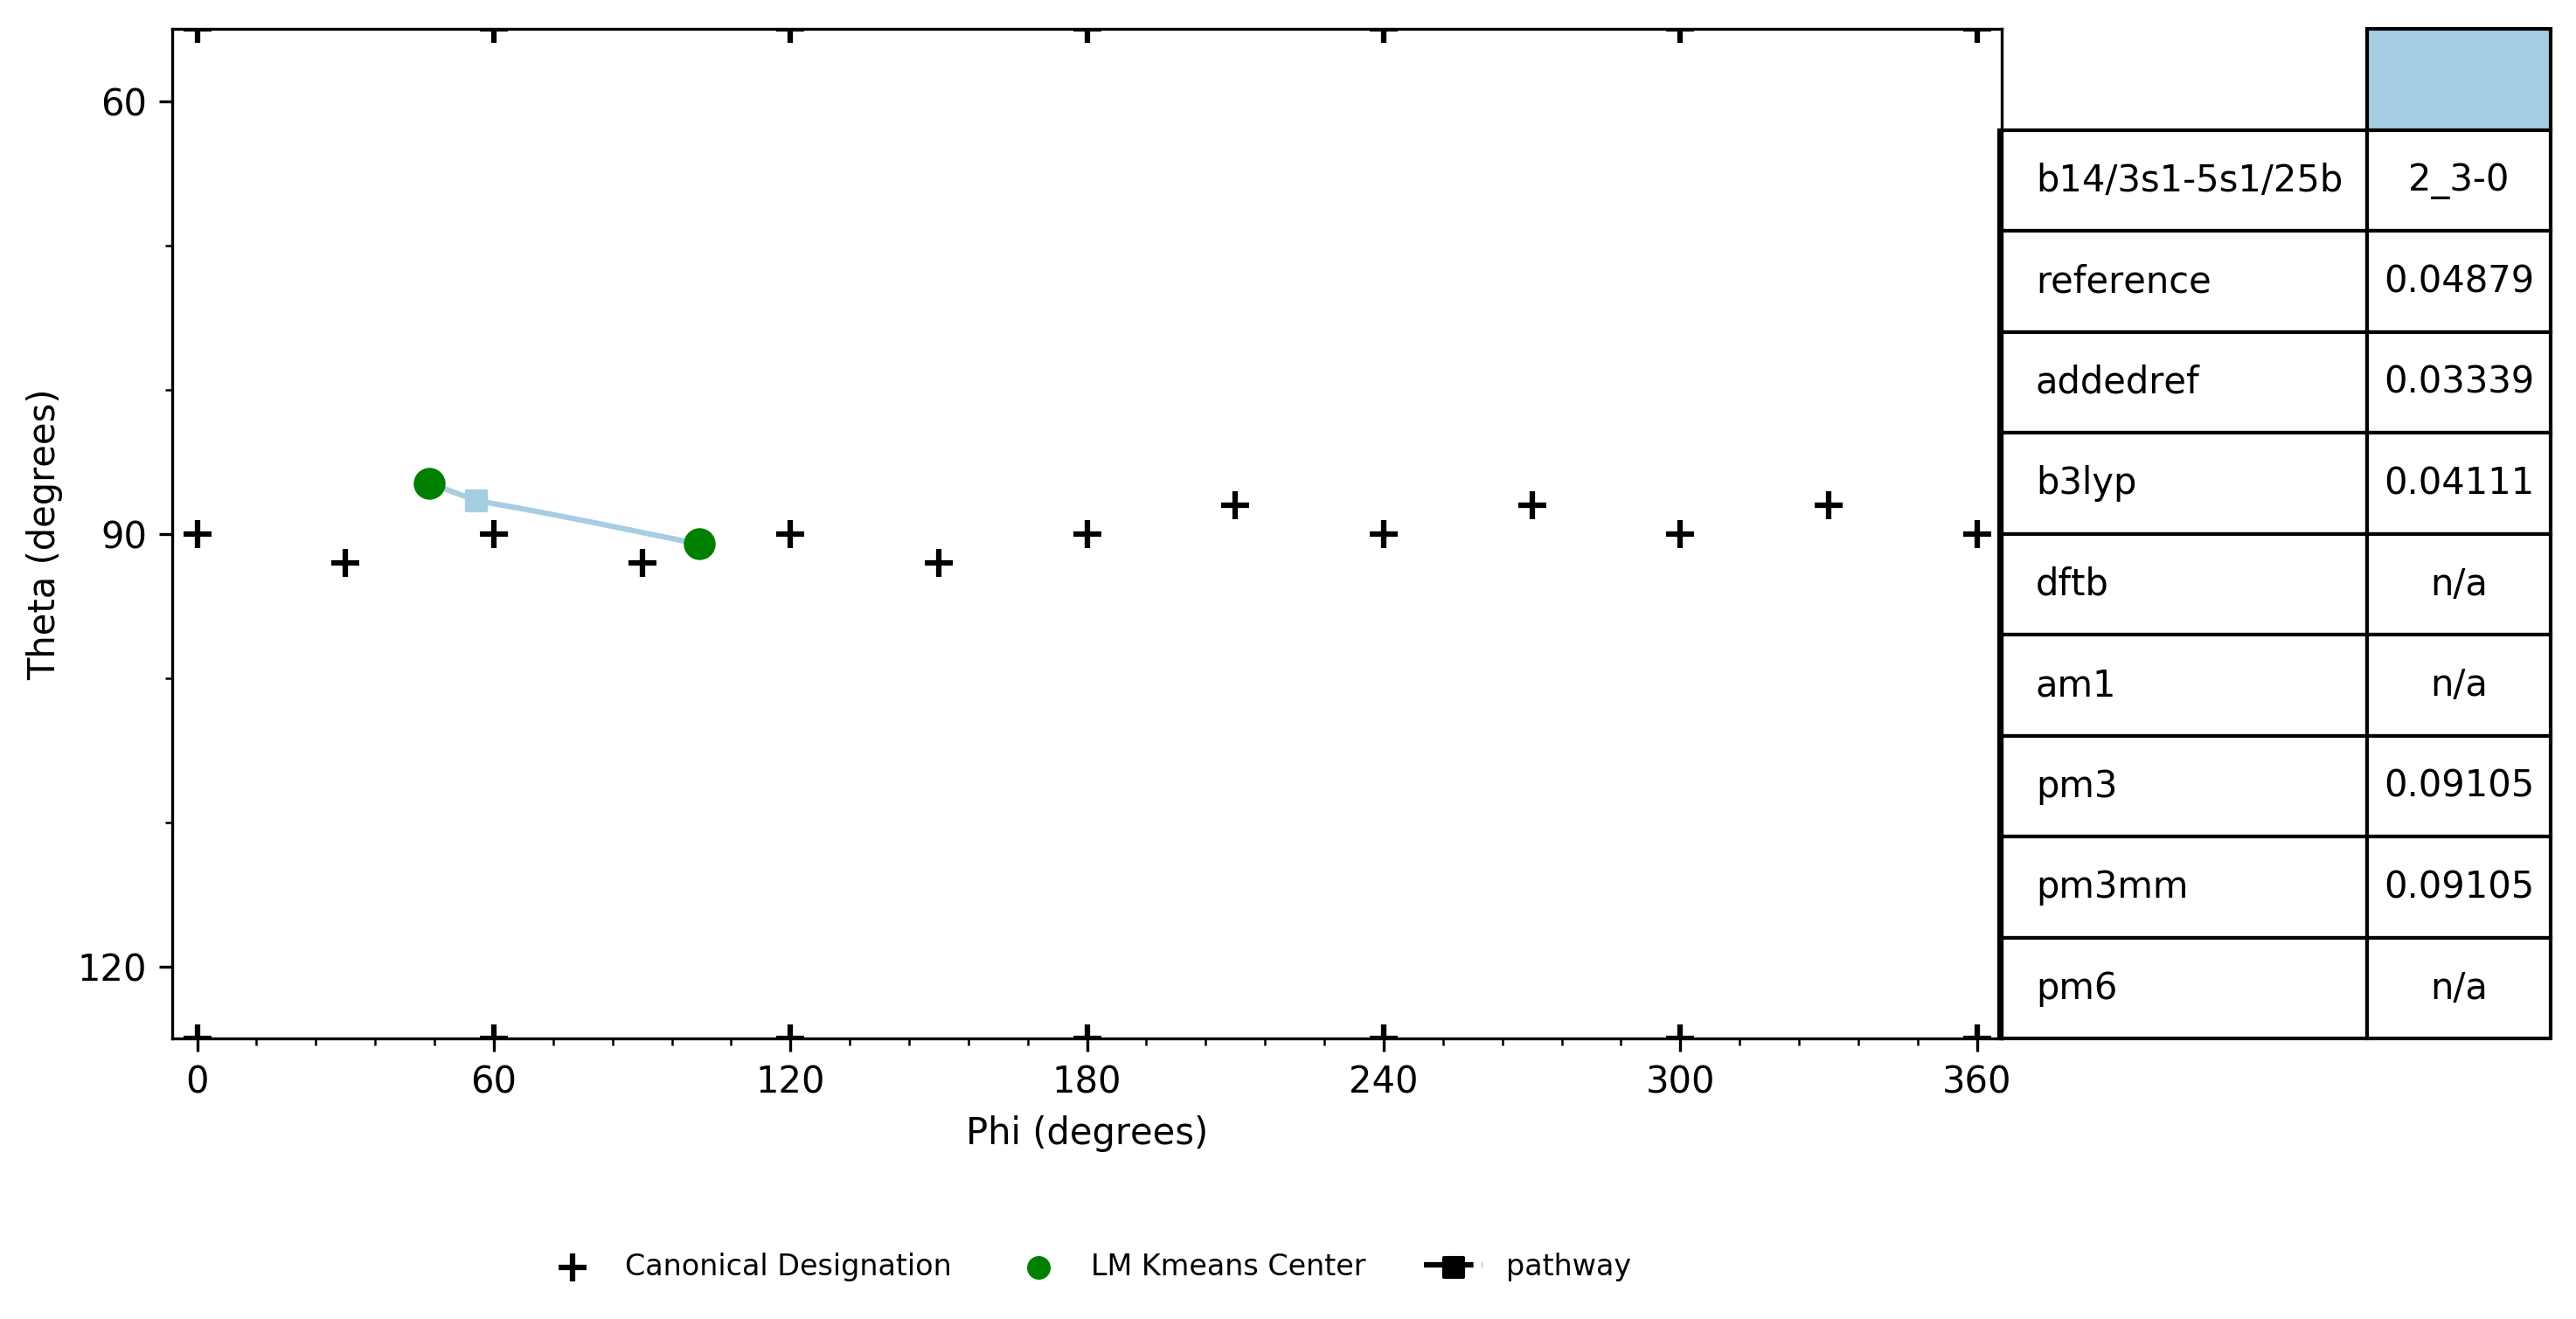 60
90
120
Theta (degrees)
0 60 120 180 240 300 360
Phi (degrees)
b14/3s1-5s1/25b 2_3-0
reference 0.04879
addedref 0.03339
b3lyp 0.04111
dftb n/a
am1 n/a
pm3 0.09105
pm3mm 0.09105
pm6 n/a
Canonical Designation LM Kmeans Center pathway